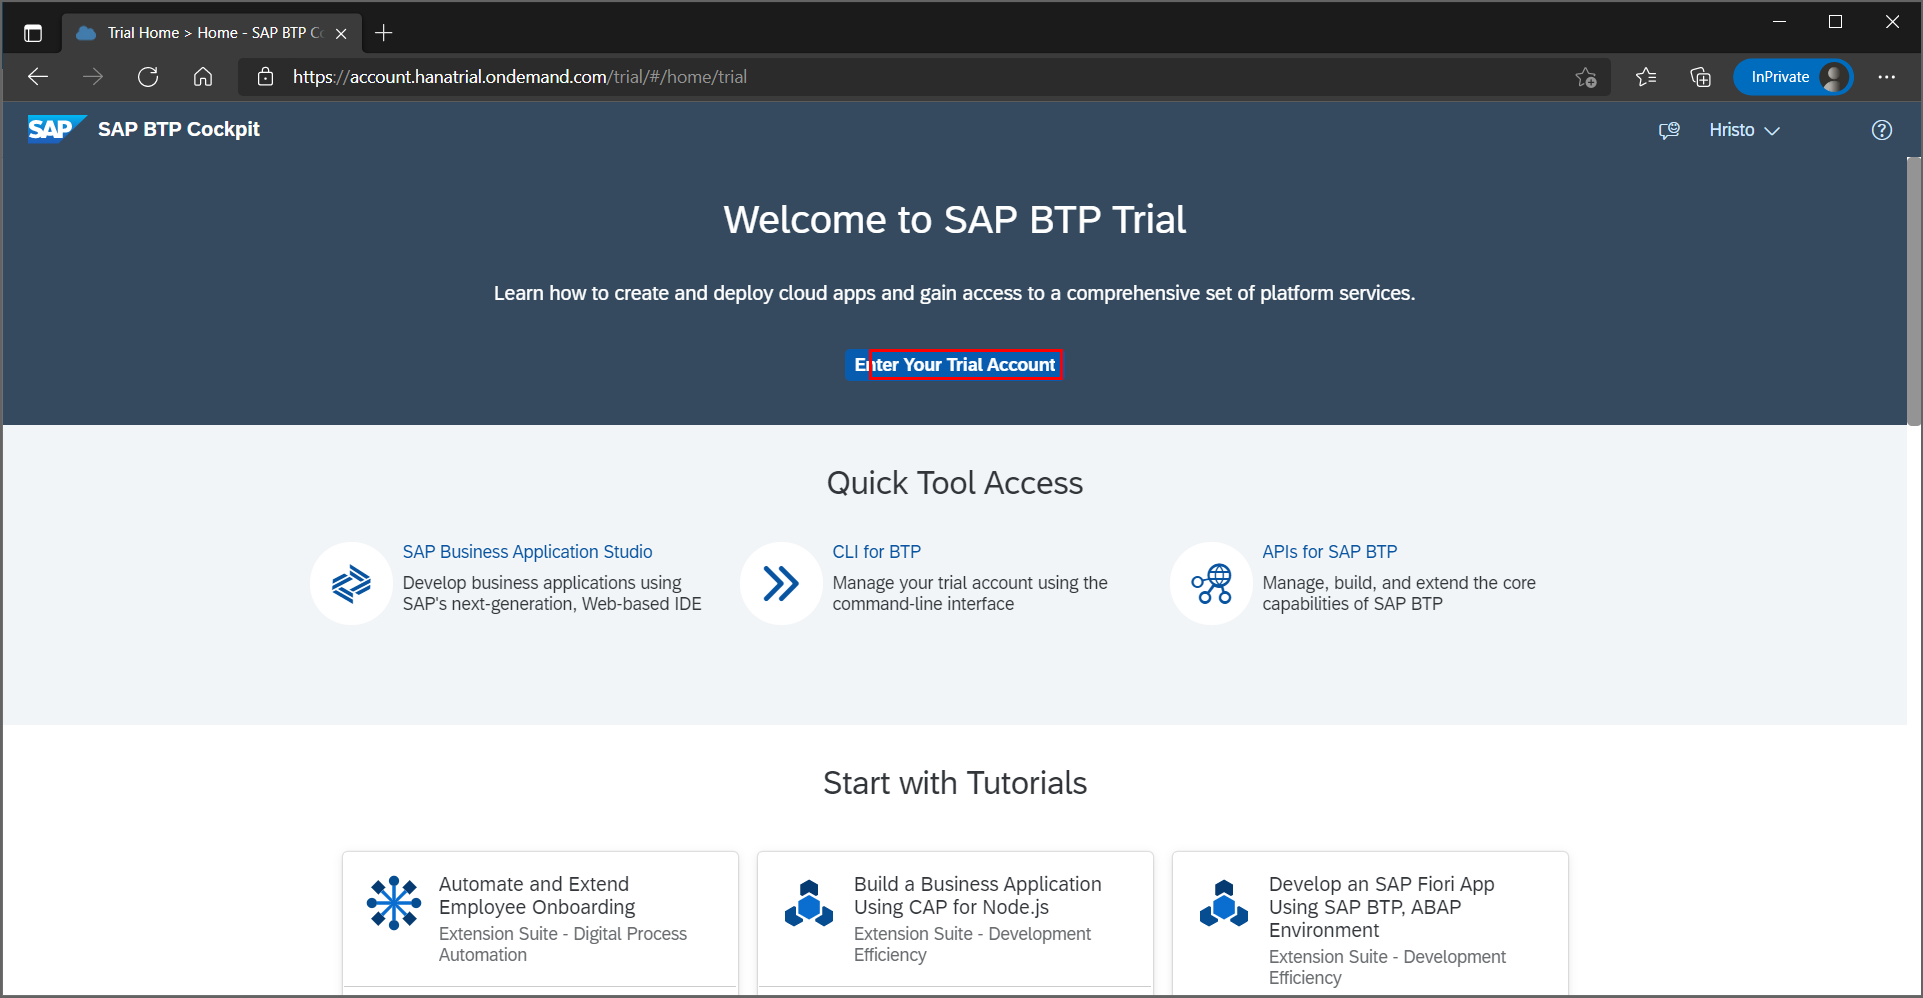 Trial Home > Home - SAP BTP Co
https://account.hanatrial.ondemand.com/trial/#/home/trial
InPrivate
SAP SAP BTP Cockpit
Hristo
Welcome to SAP BTP Trial
Learn how to create and deploy cloud apps and gain access to a comprehensive set of platform services.
Enter Your Trial Account
Quick Tool Access
SAP Business Application Studio
Develop business applications using
SAP's next-generation, Web-based IDE
CLI for BTP
Manage your trial account using the
command-line interface
APIs for SAP BTP
Manage, build, and extend the core
capabilities of SAP BTP
Start with Tutorials
Automate and Extend
Employee Onboarding
Extension Suite - Digital Process
Automation
Build a Business Application
Using CAP for Node.js
Extension Suite - Development
Efficiency
Develop an SAP Fiori App
Using SAP BTP, ABAP
Environment
Extension Suite - Development
Efficiency